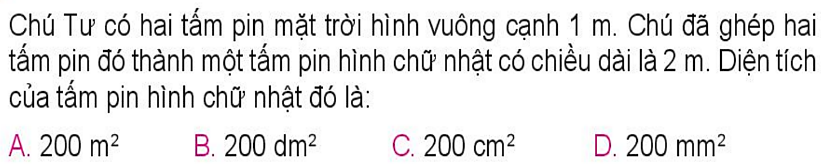 Chú Tư có hai tấm pin mặt trời hình vuông cạnh 1 m. Chú đã ghép hai
tấm pin đó thành một tấm pin hình chữ nhật có chiều dài là 2 m. Diện tích
của tấm pin hình chữ nhật đó là:
A. 200 m² B. 200 dm² C. 200 cm² D. 200 mm²